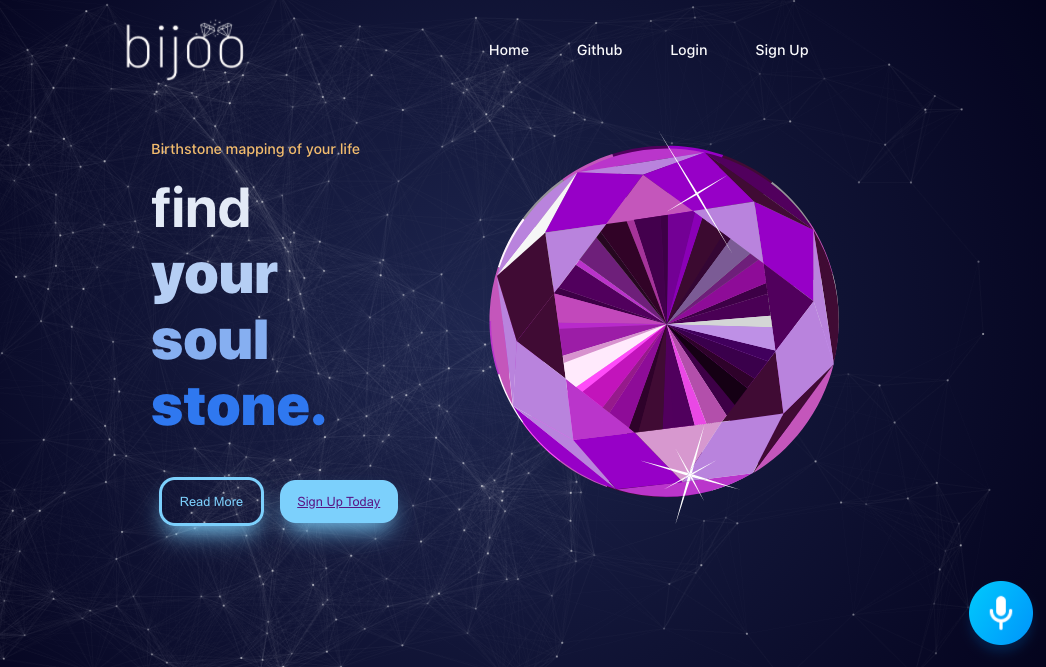 bijoo
Home Github Login Sign Up
Birthstone mapping of your life
find
your
soul
stone.
Read More Sign Up Today